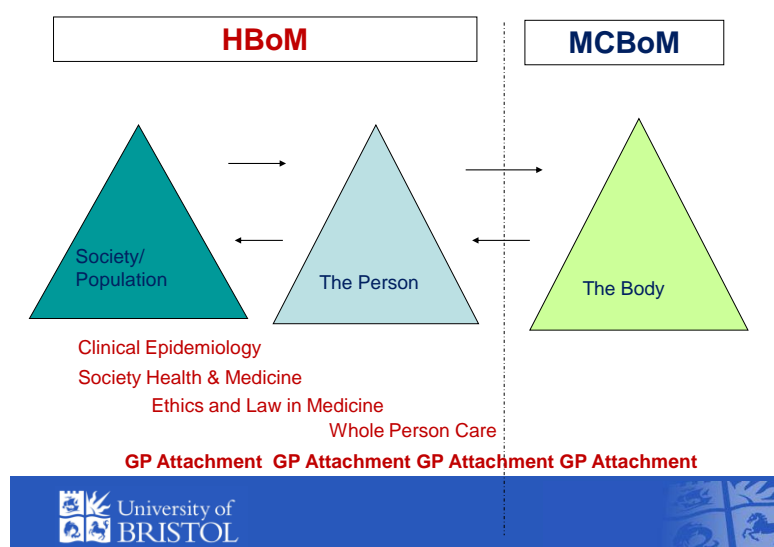 HBoM
MCBoM
Society/
Population
The Person
The Body
Clinical Epidemiology
Society Health & Medicine
Ethics and Law in Medicine
Whole Person Care
GP Attachment GP Attachment GP Attachment GP Attachment
University of
BRISTOL